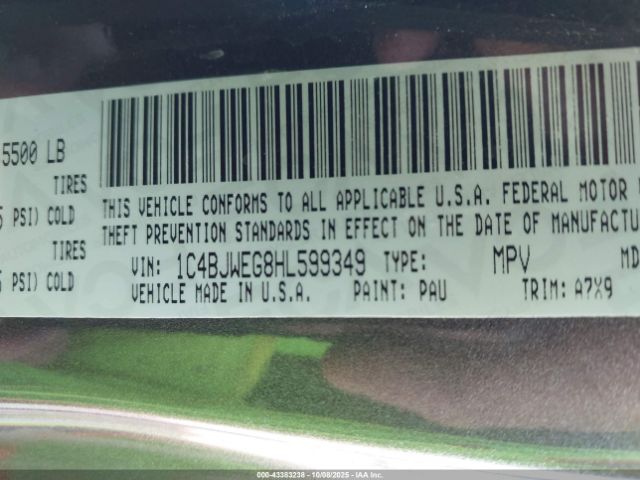 5500 LB
TIRES
PSI) COLD
TIRES
PSI) COLD
THIS VEHICLE CONFORMS TO ALL APPLICABLE U.S.A. FEDERAL MOTOR
THEFT PREVENTION STANDARDS IN EFFECT ON THE DATE OF MANUFACTU
VIN: 1C4BJWEG8HL599349 TYPE: MPV MD
VEHICLE MADE IN U.S.A. PAINT: PAU TRIM: A7X9
000-43383238 - 10/08/2025 - IAA Inc.